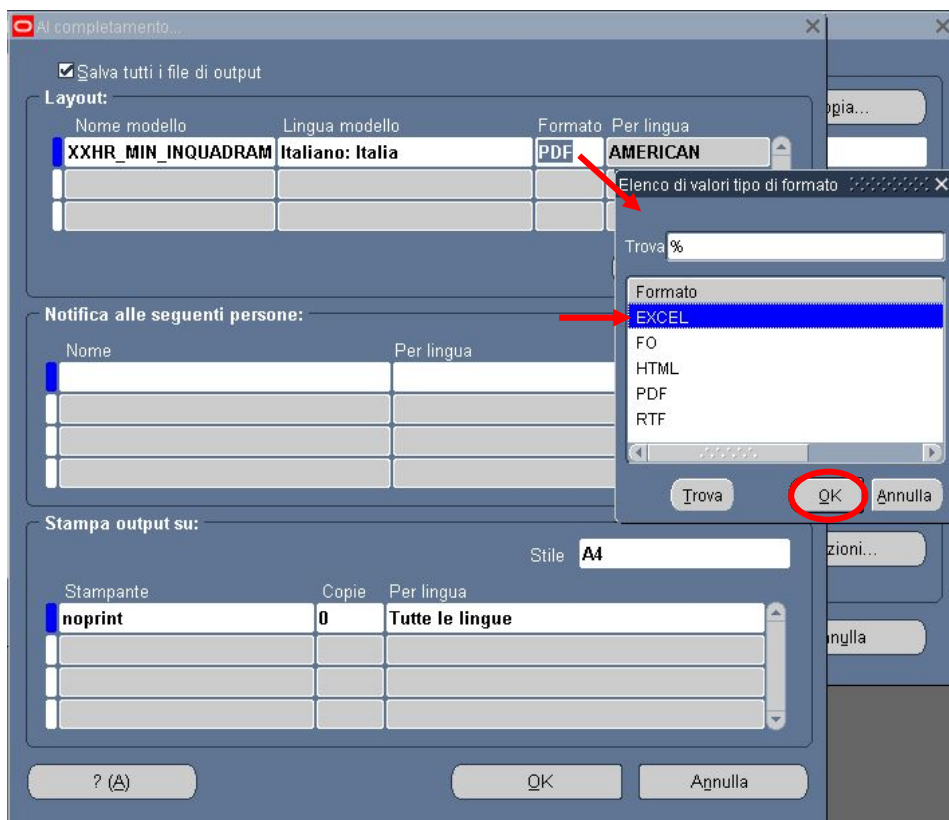 Al completamento...
Salva tutti i file di output
Layout:
Nome modello Lingua modello Formato Per lingua
XXHR_MIN_INQUADRAM Italiano: Italia PDF AMERICAN
Notifica alle seguenti persone:
Nome Per lingua
Stampa output su:
Stile A4
Stampante Copie Per lingua
noprint 0 Tutte le lingue
? (A) OK Annulla
Elenco di valori tipo di formato
Trova %
Formato
EXCEL
FO
HTML
PDF
RTF
Trova OK Annulla
opia...
zioni...
nnulla